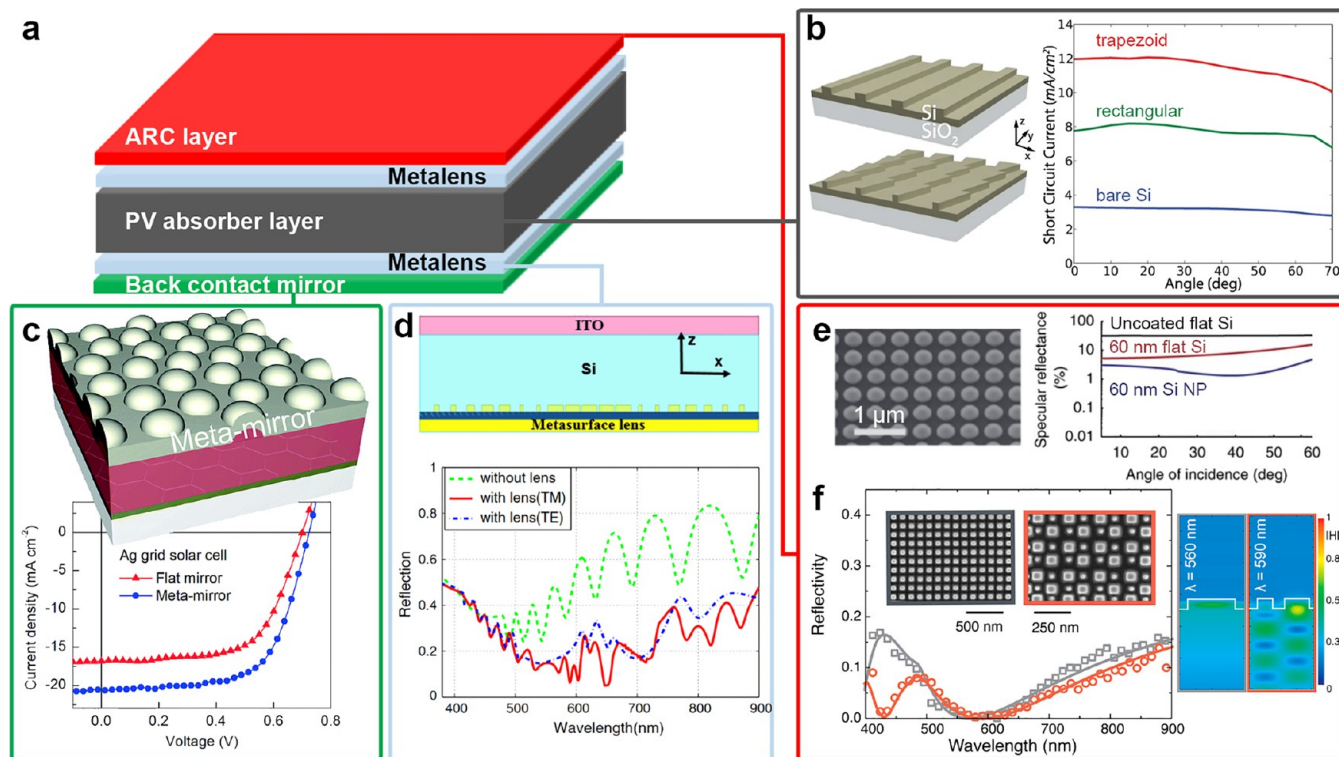 a
ARC layer
Metalens
PV absorber layer
Metalens
Back contact mirror
b
Si
SiO2
z
y
x
Short Circuit Current (mA/cm²)
14
12
10
8
6
4
2
0
trapezoid
rectangular
bare Si
0 10 20 30 40 50 60 70
Angle (deg)
c
Meta-mirror
Current density (mA cm⁻²)
0
-5
-10
-15
-20
Ag grid solar cell
Flat mirror
Meta-mirror
0.0 0.2 0.4 0.6 0.8
Voltage (V)
d
ITO
z
x
Si
Metasurface lens
Reflection
1
0.8
0.6
0.4
0.2
0
without lens
with lens(TM)
with lens(TE)
400 500 600 700 800 900
Wavelength(nm)
e
1 μm
Specular reflectance
(%)
100
10
1
0.1
0.01
Uncoated flat Si
60 nm flat Si
60 nm Si NP
10 20 30 40 50 60
Angle of incidence (deg)
f
Reflectivity
0.4
0.3
0.2
0.1
0.0
500 nm
250 nm
400 500 600 700 800 900
Wavelength (nm)
λ = 560 nm
λ = 590 nm
1
0.9
0.6
0.5
0.3
0